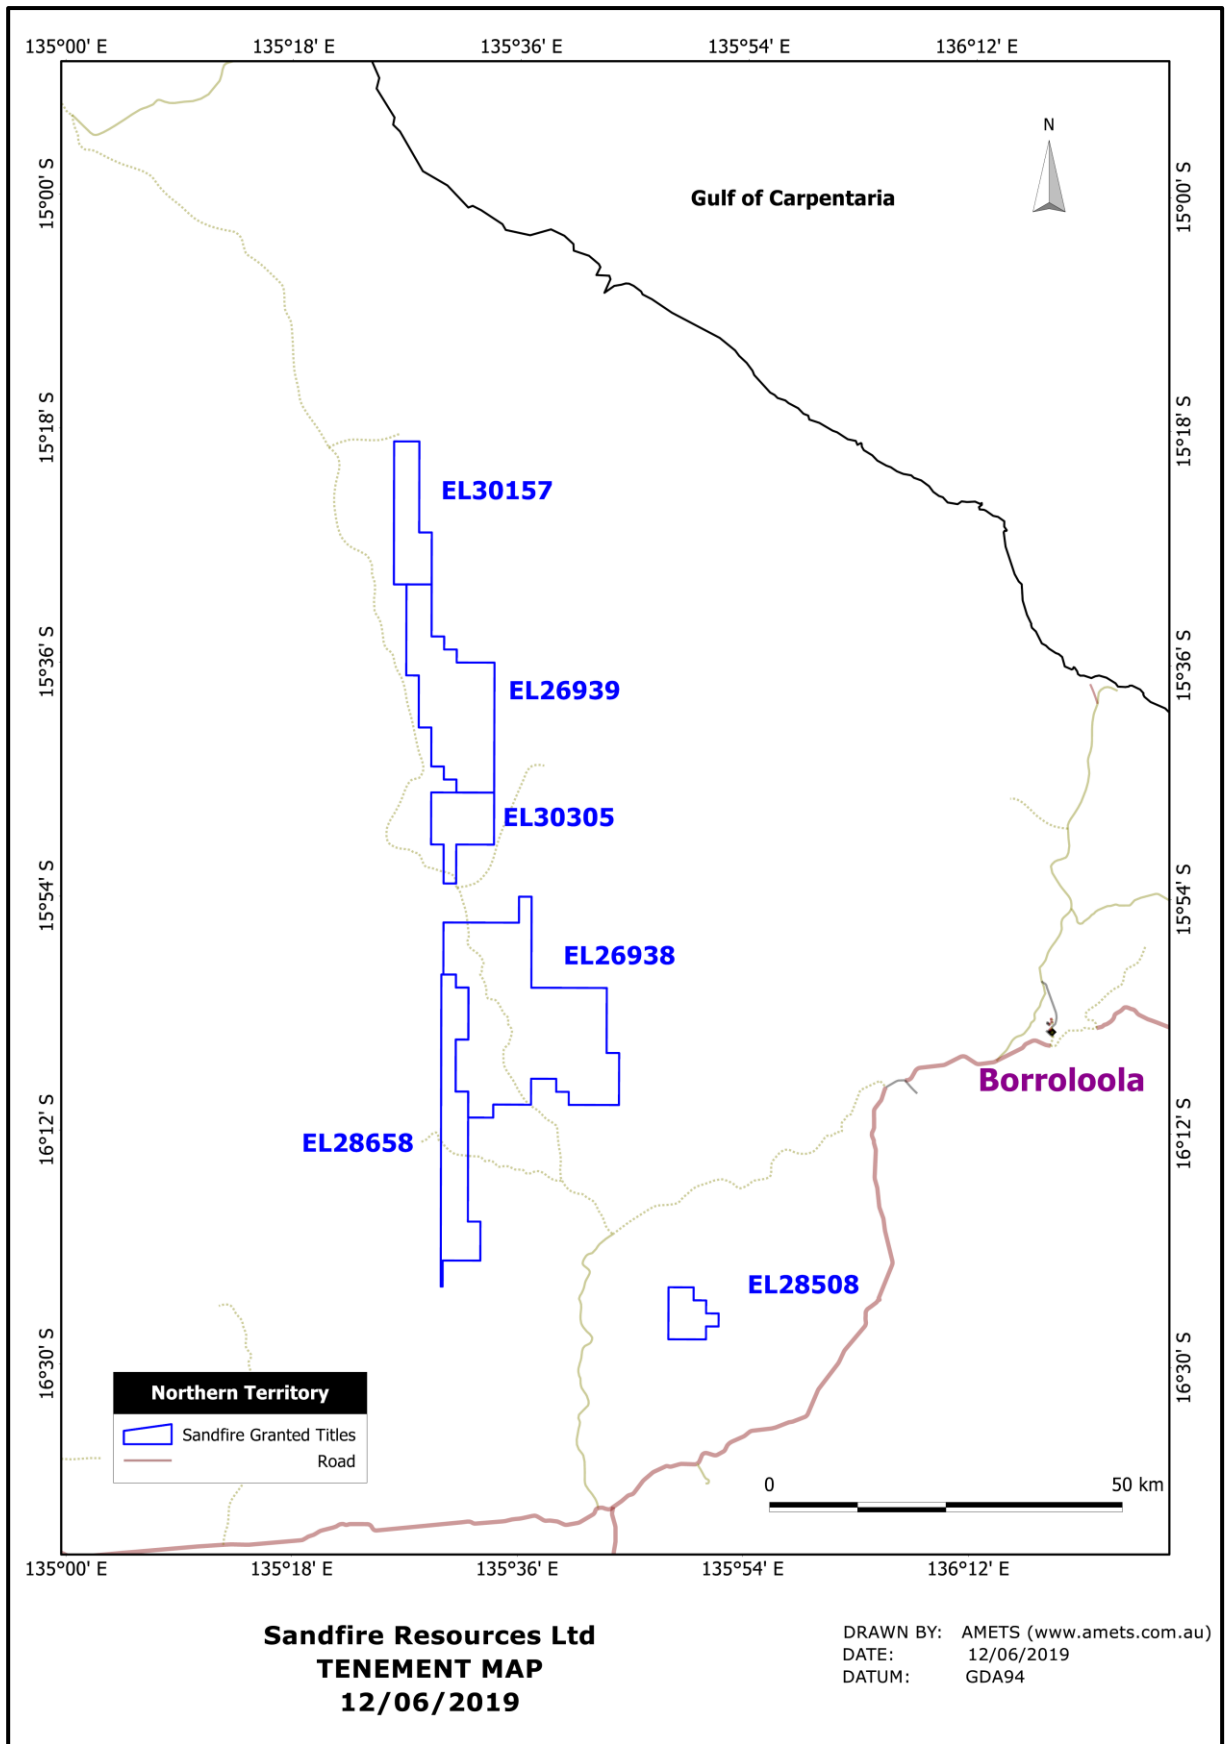 135°00' E
135°18' E
135°36' E
135°54' E
136°12' E
N
Gulf of Carpentaria
15°00' S
15°00' S
15°18' S
15°18' S
EL30157
15°36' S
15°36' S
EL26939
EL30305
15°54' S
15°54' S
EL26938
Borroloola
16°12' S
16°12' S
EL28658
EL28508
16°30' S
16°30' S
Northern Territory
Sandfire Granted Titles
Road
0
50 km
135°00' E
135°18' E
135°36' E
135°54' E
136°12' E
Sandfire Resources Ltd
TENEMENT MAP
12/06/2019
DRAWN BY: AMETS (www.amets.com.au)
DATE: 12/06/2019
DATUM: GDA94